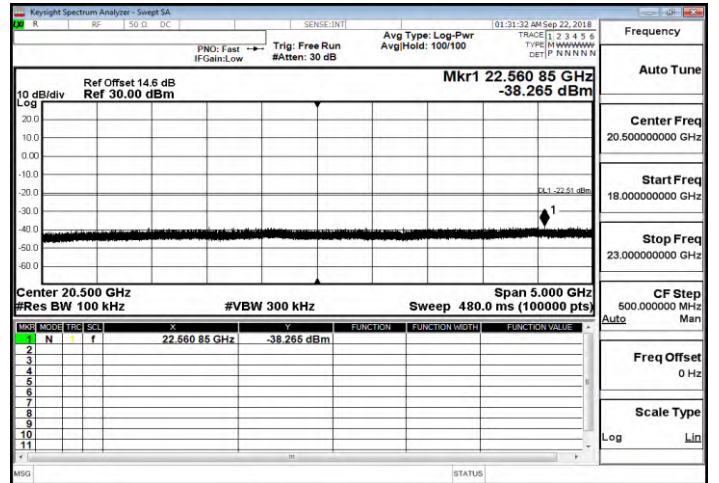 Keysight Spectrum Analyzer - Swept SA
LXI R RF 50 Ω DC SENSE:INT 01:31:32 AM Sep 22, 2018
Avg Type: Log-Pwr TRACE 1 2 3 4 5 6
PNO: Fast Trig: Free Run Avg|Hold: 100/100 TYPE M W W W W W
IFGain:Low #Atten: 30 dB DET P N N N N N
Frequency
Mkr1 22.560 85 GHz
-38.265 dBm
Ref Offset 14.6 dB
10 dB/div Ref 30.00 dBm
Log
20.0
10.0
0.00
-10.0
-20.0
-30.0
-40.0
-50.0
-60.0
DL1 -22.51 dBm
1
Center 20.500 GHz Span 5.000 GHz
#Res BW 100 kHz #VBW 300 kHz Sweep 480.0 ms (100000 pts)
MKR MODE TRC SCL X Y FUNCTION FUNCTION WIDTH FUNCTION VALUE
1 N 1 f 22.560 85 GHz -38.265 dBm
2
3
4
5
6
7
8
9
10
11
MSG STATUS
Auto Tune
Center Freq
20.500000000 GHz
Start Freq
18.000000000 GHz
Stop Freq
23.000000000 GHz
CF Step
500.000000 MHz
Auto Man
Freq Offset
0 Hz
Scale Type
Log Lin